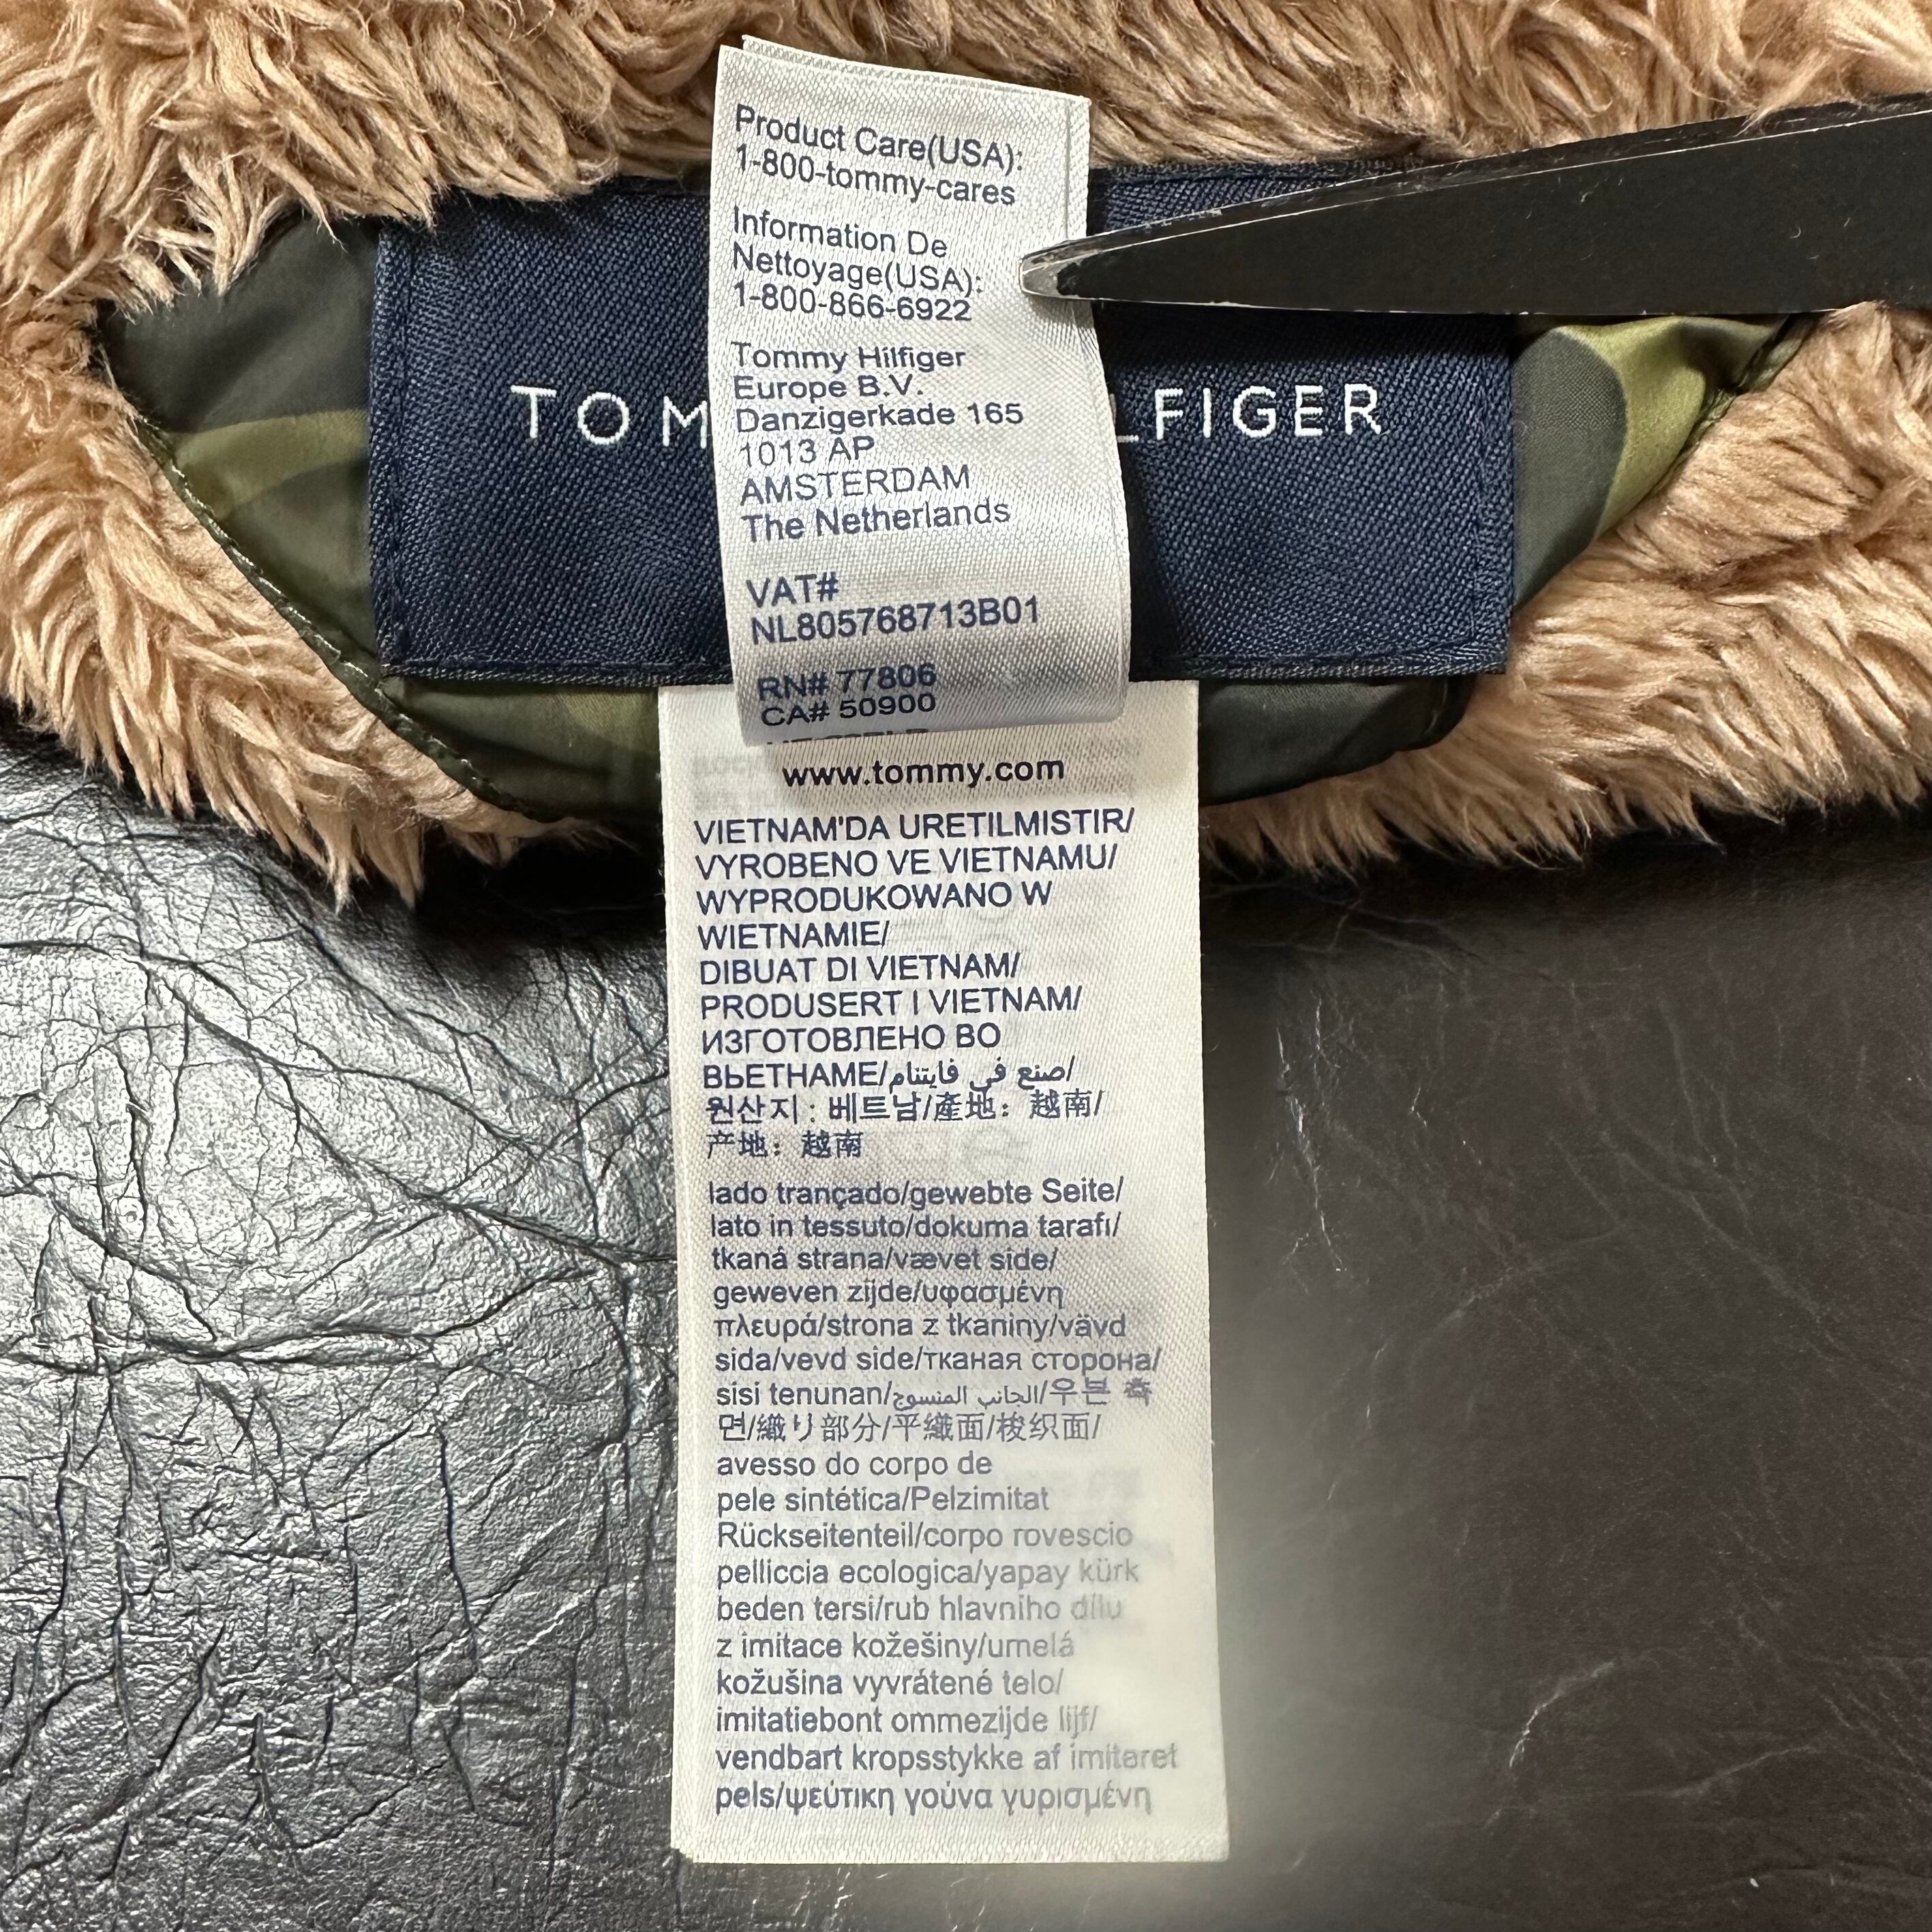 Product Care(USA):
1-800-tommy-cares
Information De
Nettoyage(USA):
1-800-866-6922
Tommy Hilfiger
Europe B.V.
Danzigerkade 165
1013 AP
AMSTERDAM
The Netherlands
VAT#
NL805768713B01
RN# 77806
CA# 50900
TOM LFIGER
www.tommy.com
VIETNAM'DA URETILMISTIR/
VYROBENO VE VIETNAMU/
WYPRODUKOWANO W
WIETNAMIE/
DIBUAT DI VIETNAM/
PRODUSERT I VIETNAM/
ИЗГОТОВЛЕНО ВО
ВЬЕТНАМЕ/صنع في فايتنام/
원산지 : 베트남/產地: 越南/
产地: 越南
lado trançado/gewebte Seite/
lato in tessuto/dokuma tarafı/
tkaná strana/vævet side/
geweven zijde/υφασμένη
πλευρά/strona z tkaniny/vävd
sida/vevd side/тканая сторона/
sisi tenunan/الجانب المنسوج/우븐 측
면/織り部分/平織面/梭织面/
avesso do corpo de
pele sintética/Pelzimitat
Rückseitenteil/corpo rovescio
pelliccia ecologica/yapay kürk
beden tersi/rub hlavního dílu
z imitace kožešiny/umelá
kožušina vyvrátené telo/
imitatiebont ommezijde lijf/
vendbart kropsstykke af imiteret
pels/ψεύτικη γούνα γυρισμένη